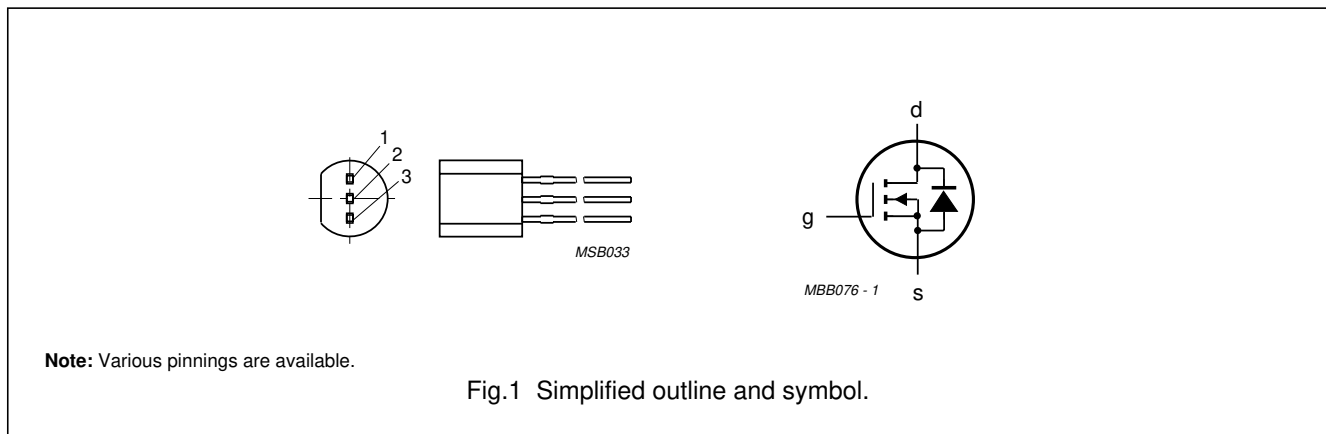 1
2
3
MSB033
d
g
MBB076 - 1
s
Note: Various pinnings are available.
Fig.1 Simplified outline and symbol.